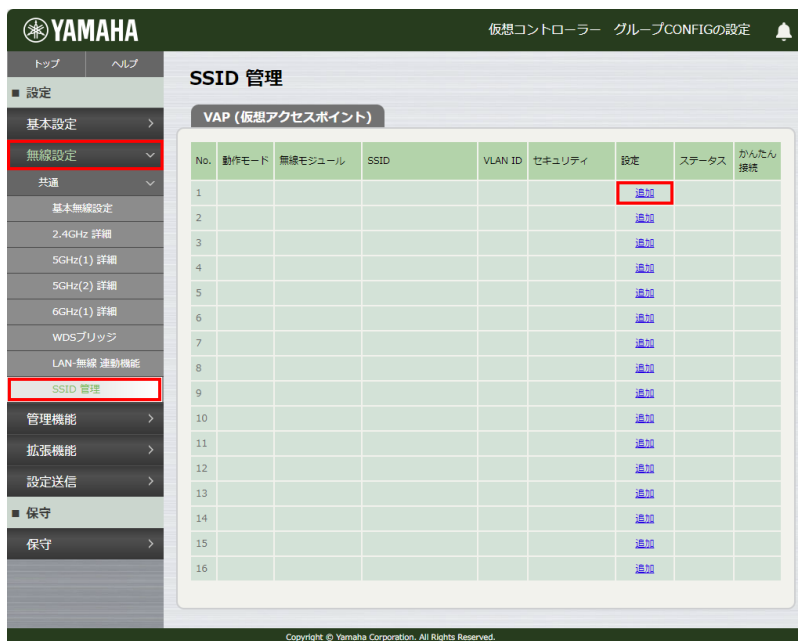 YAMAHA
仮想コントローラー グループCONFIGの設定
トップ ヘルプ
■ 設定
基本設定
無線設定
共通
基本無線設定
2.4GHz 詳細
5GHz(1) 詳細
5GHz(2) 詳細
6GHz(1) 詳細
WDSブリッジ
LAN-無線 連動機能
SSID 管理
管理機能
拡張機能
設定送信
■ 保守
保守
SSID 管理
VAP (仮想アクセスポイント)
No. 動作モード 無線モジュール SSID VLAN ID セキュリティ 設定 ステータス かんたん
接続
1 追加
2 追加
3 追加
4 追加
5 追加
6 追加
7 追加
8 追加
9 追加
10 追加
11 追加
12 追加
13 追加
14 追加
15 追加
16 追加
Copyright © Yamaha Corporation. All Rights Reserved.